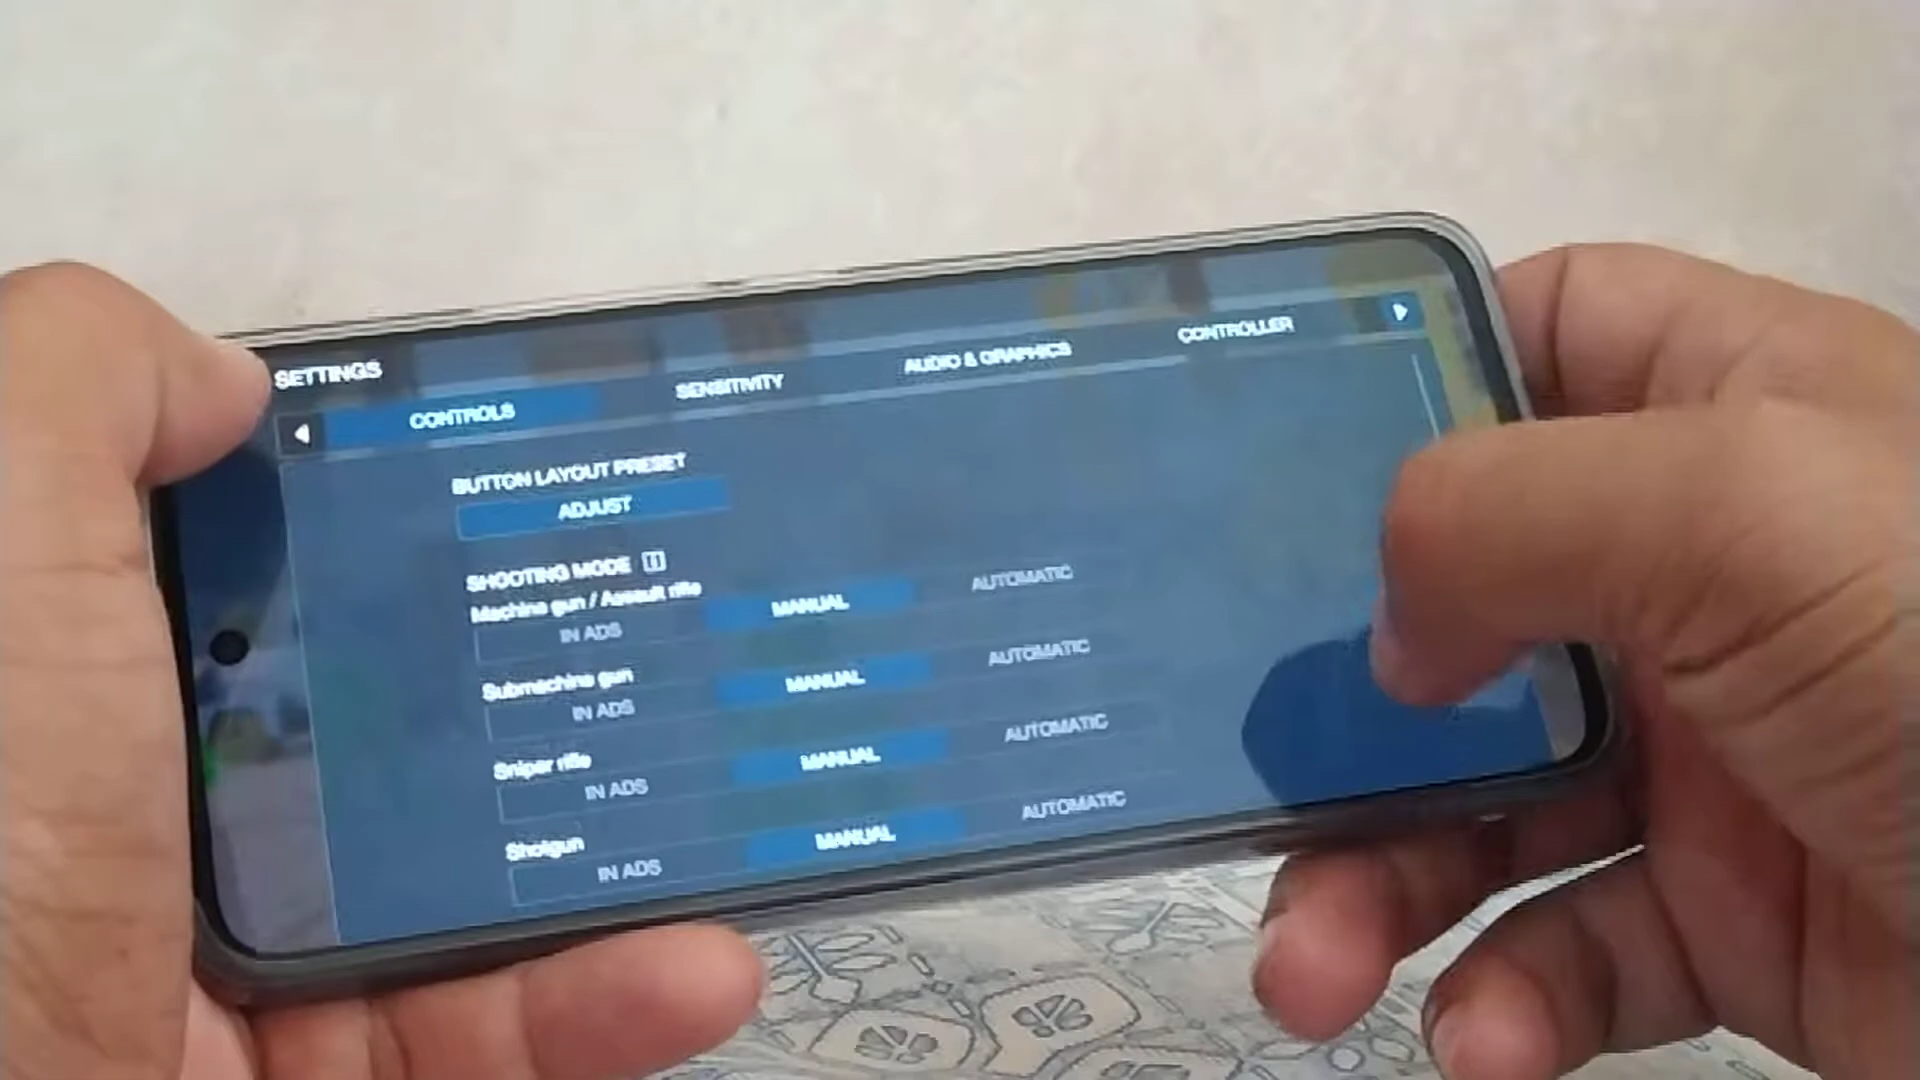 SETTINGS
CONTROLS SENSITIVITY AUDIO & GRAPHICS CONTROLLER
BUTTON LAYOUT PRESET
ADJUST
SHOOTING MODE
Machine gun / Assault rifle
IN ADS MANUAL AUTOMATIC
Submachine gun
IN ADS MANUAL AUTOMATIC
Sniper rifle
IN ADS MANUAL AUTOMATIC
Shotgun
IN ADS MANUAL AUTOMATIC